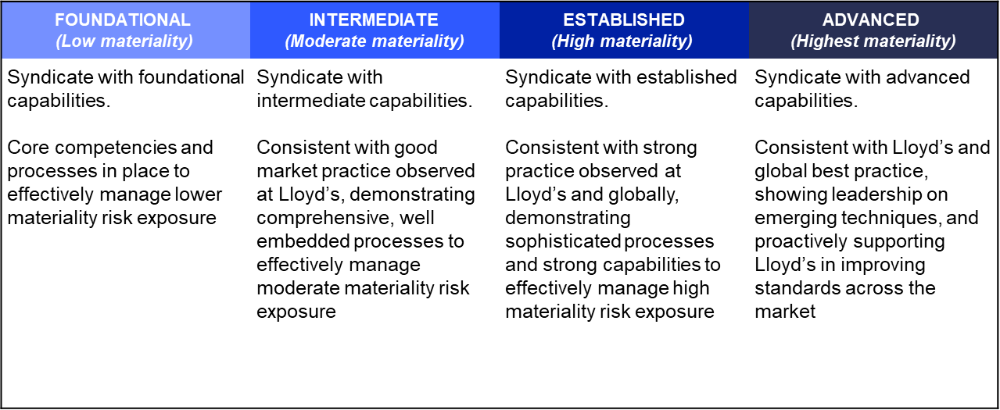 FOUNDATIONAL
(Low materiality)
Syndicate with foundational
capabilities.
Core competencies and
processes in place to
effectively manage lower
materiality risk exposure
INTERMEDIATE
(Moderate materiality)
Syndicate with
intermediate capabilities.
Consistent with good
market practice observed
at Lloyd’s, demonstrating
comprehensive, well
embedded processes to
effectively manage
moderate materiality risk
exposure
ESTABLISHED
(High materiality)
Syndicate with established
capabilities.
Consistent with strong
practice observed at
Lloyd’s and globally,
demonstrating
sophisticated processes
and strong capabilities to
effectively manage high
materiality risk exposure
ADVANCED
(Highest materiality)
Syndicate with advanced
capabilities.
Consistent with Lloyd’s and
global best practice,
showing leadership on
emerging techniques, and
proactively supporting
Lloyd’s in improving
standards across the
market